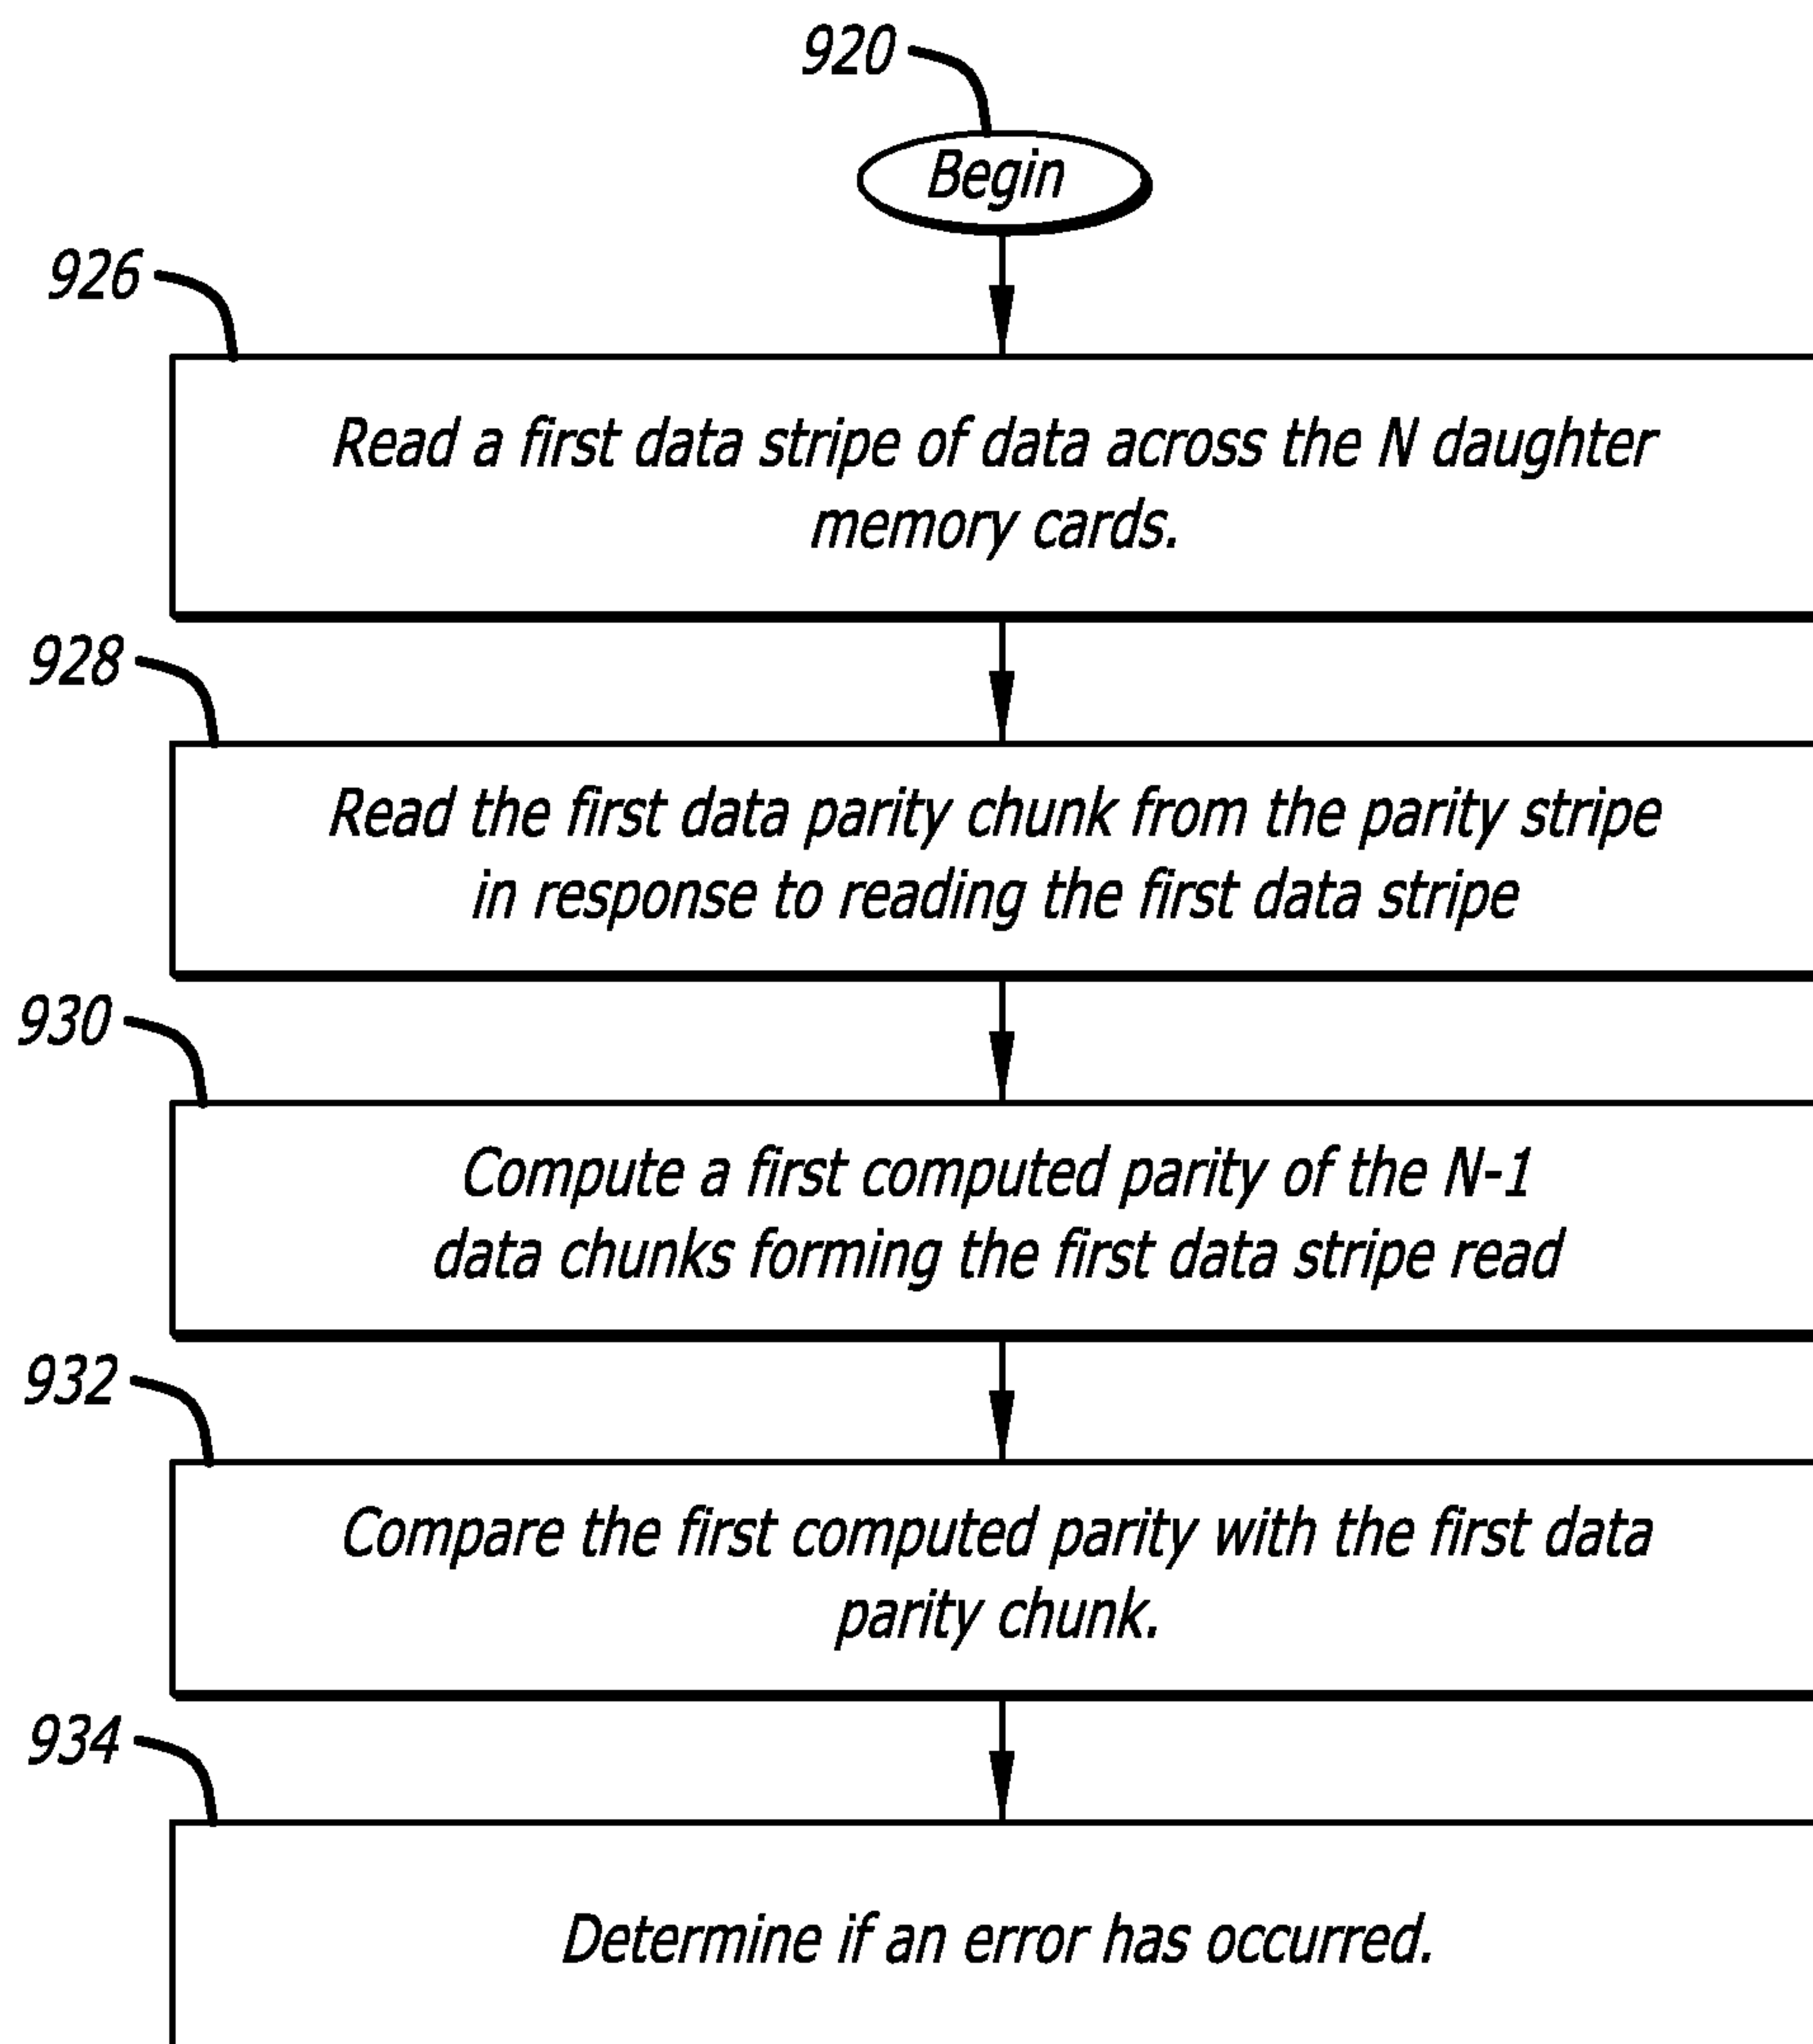 920
Begin
926
Read a first data stripe of data across the N daughter
memory cards.
928
Read the first data parity chunk from the parity stripe
in response to reading the first data stripe
930
Compute a first computed parity of the N-1
data chunks forming the first data stripe read
932
Compare the first computed parity with the first data
parity chunk.
934
Determine if an error has occurred.